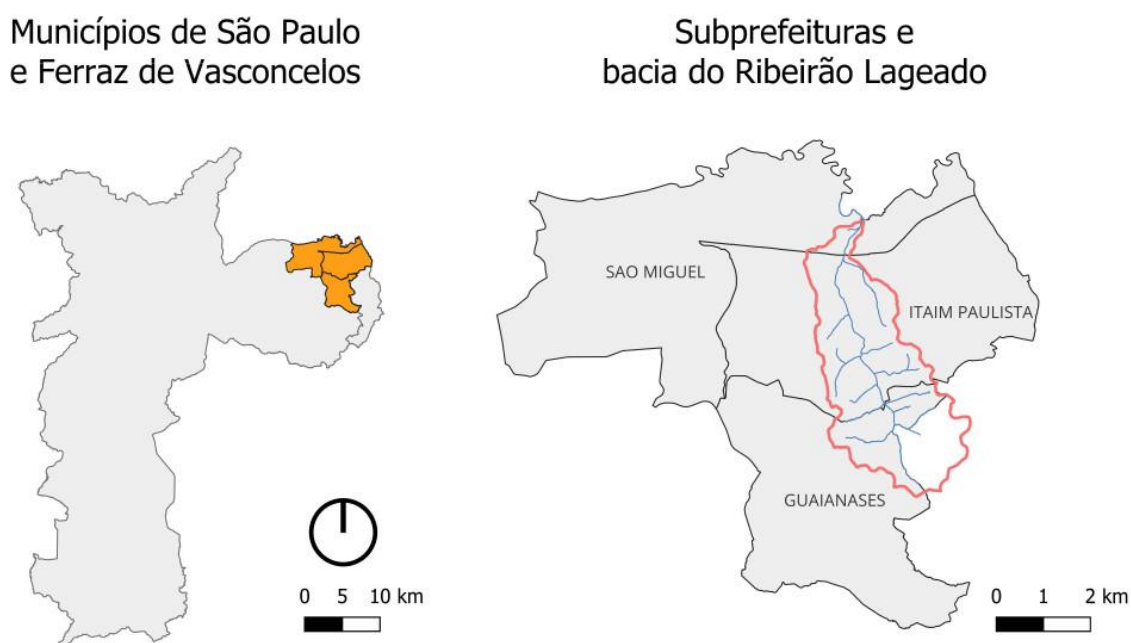 Municípios de São Paulo
e Ferraz de Vasconcelos
Subprefeituras e
bacia do Ribeirão Lageado
SAO MIGUEL
ITAIM PAULISTA
GUAIANASES
0 5 10 km
0 1 2 km